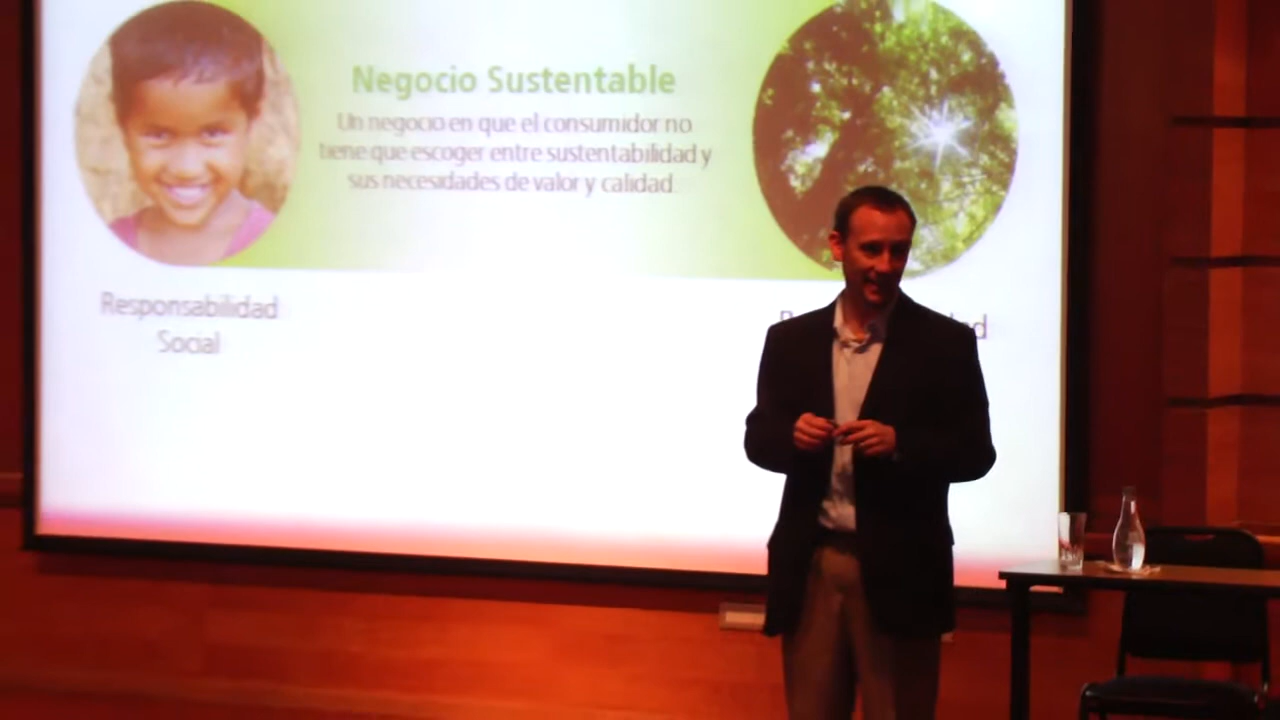 Negocio Sustentable
Un negocio en que el consumidor no
tiene que escoger entre sustentabilidad y
sus necesidades de valor y calidad
Responsabilidad
Social